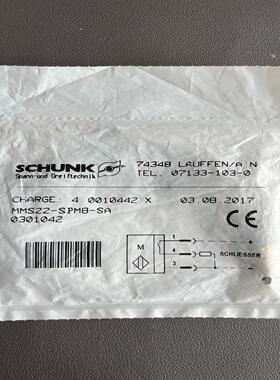 SCHUNK
Spann-und Greiftechnik
74348 LAUFFEN/A N
TEL. 07133-103-0
CHARGE: 4 0010442 X 03.08.2017
MMS22-SPM8-SA
0301042
CE
M
1 +
4 SCHLIESSER
3 -